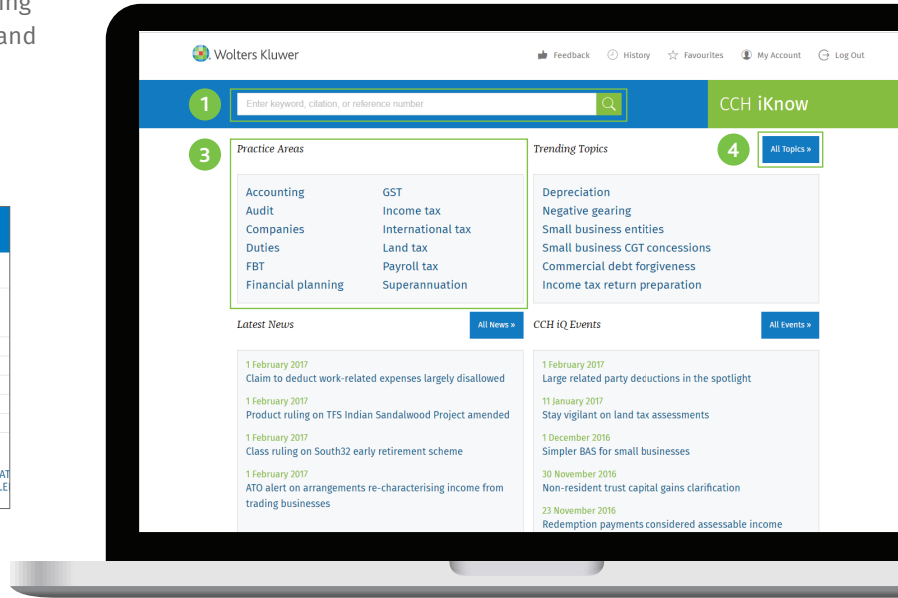 and
Wolters Kluwer
Feedback
History
Favourites
My Account
Log Out
1
Enter keyword, citation, or reference number
CCH iKnow
3
Practice Areas
Accounting
Audit
Companies
Duties
FBT
Financial planning
GST
Income tax
International tax
Land tax
Payroll tax
Superannuation
Trending Topics
4
All Topics »
Depreciation
Negative gearing
Small business entities
Small business CGT concessions
Commercial debt forgiveness
Income tax return preparation
Latest News
All News »
1 February 2017
Claim to deduct work-related expenses largely disallowed
1 February 2017
Product ruling on TFS Indian Sandalwood Project amended
1 February 2017
Class ruling on South32 early retirement scheme
1 February 2017
ATO alert on arrangements re-characterising income from
trading businesses
CCH iQ Events
All Events »
1 February 2017
Large related party deductions in the spotlight
11 January 2017
Stay vigilant on land tax assessments
1 December 2016
Simpler BAS for small businesses
30 November 2016
Non-resident trust capital gains clarification
23 November 2016
Redemption payments considered assessable income